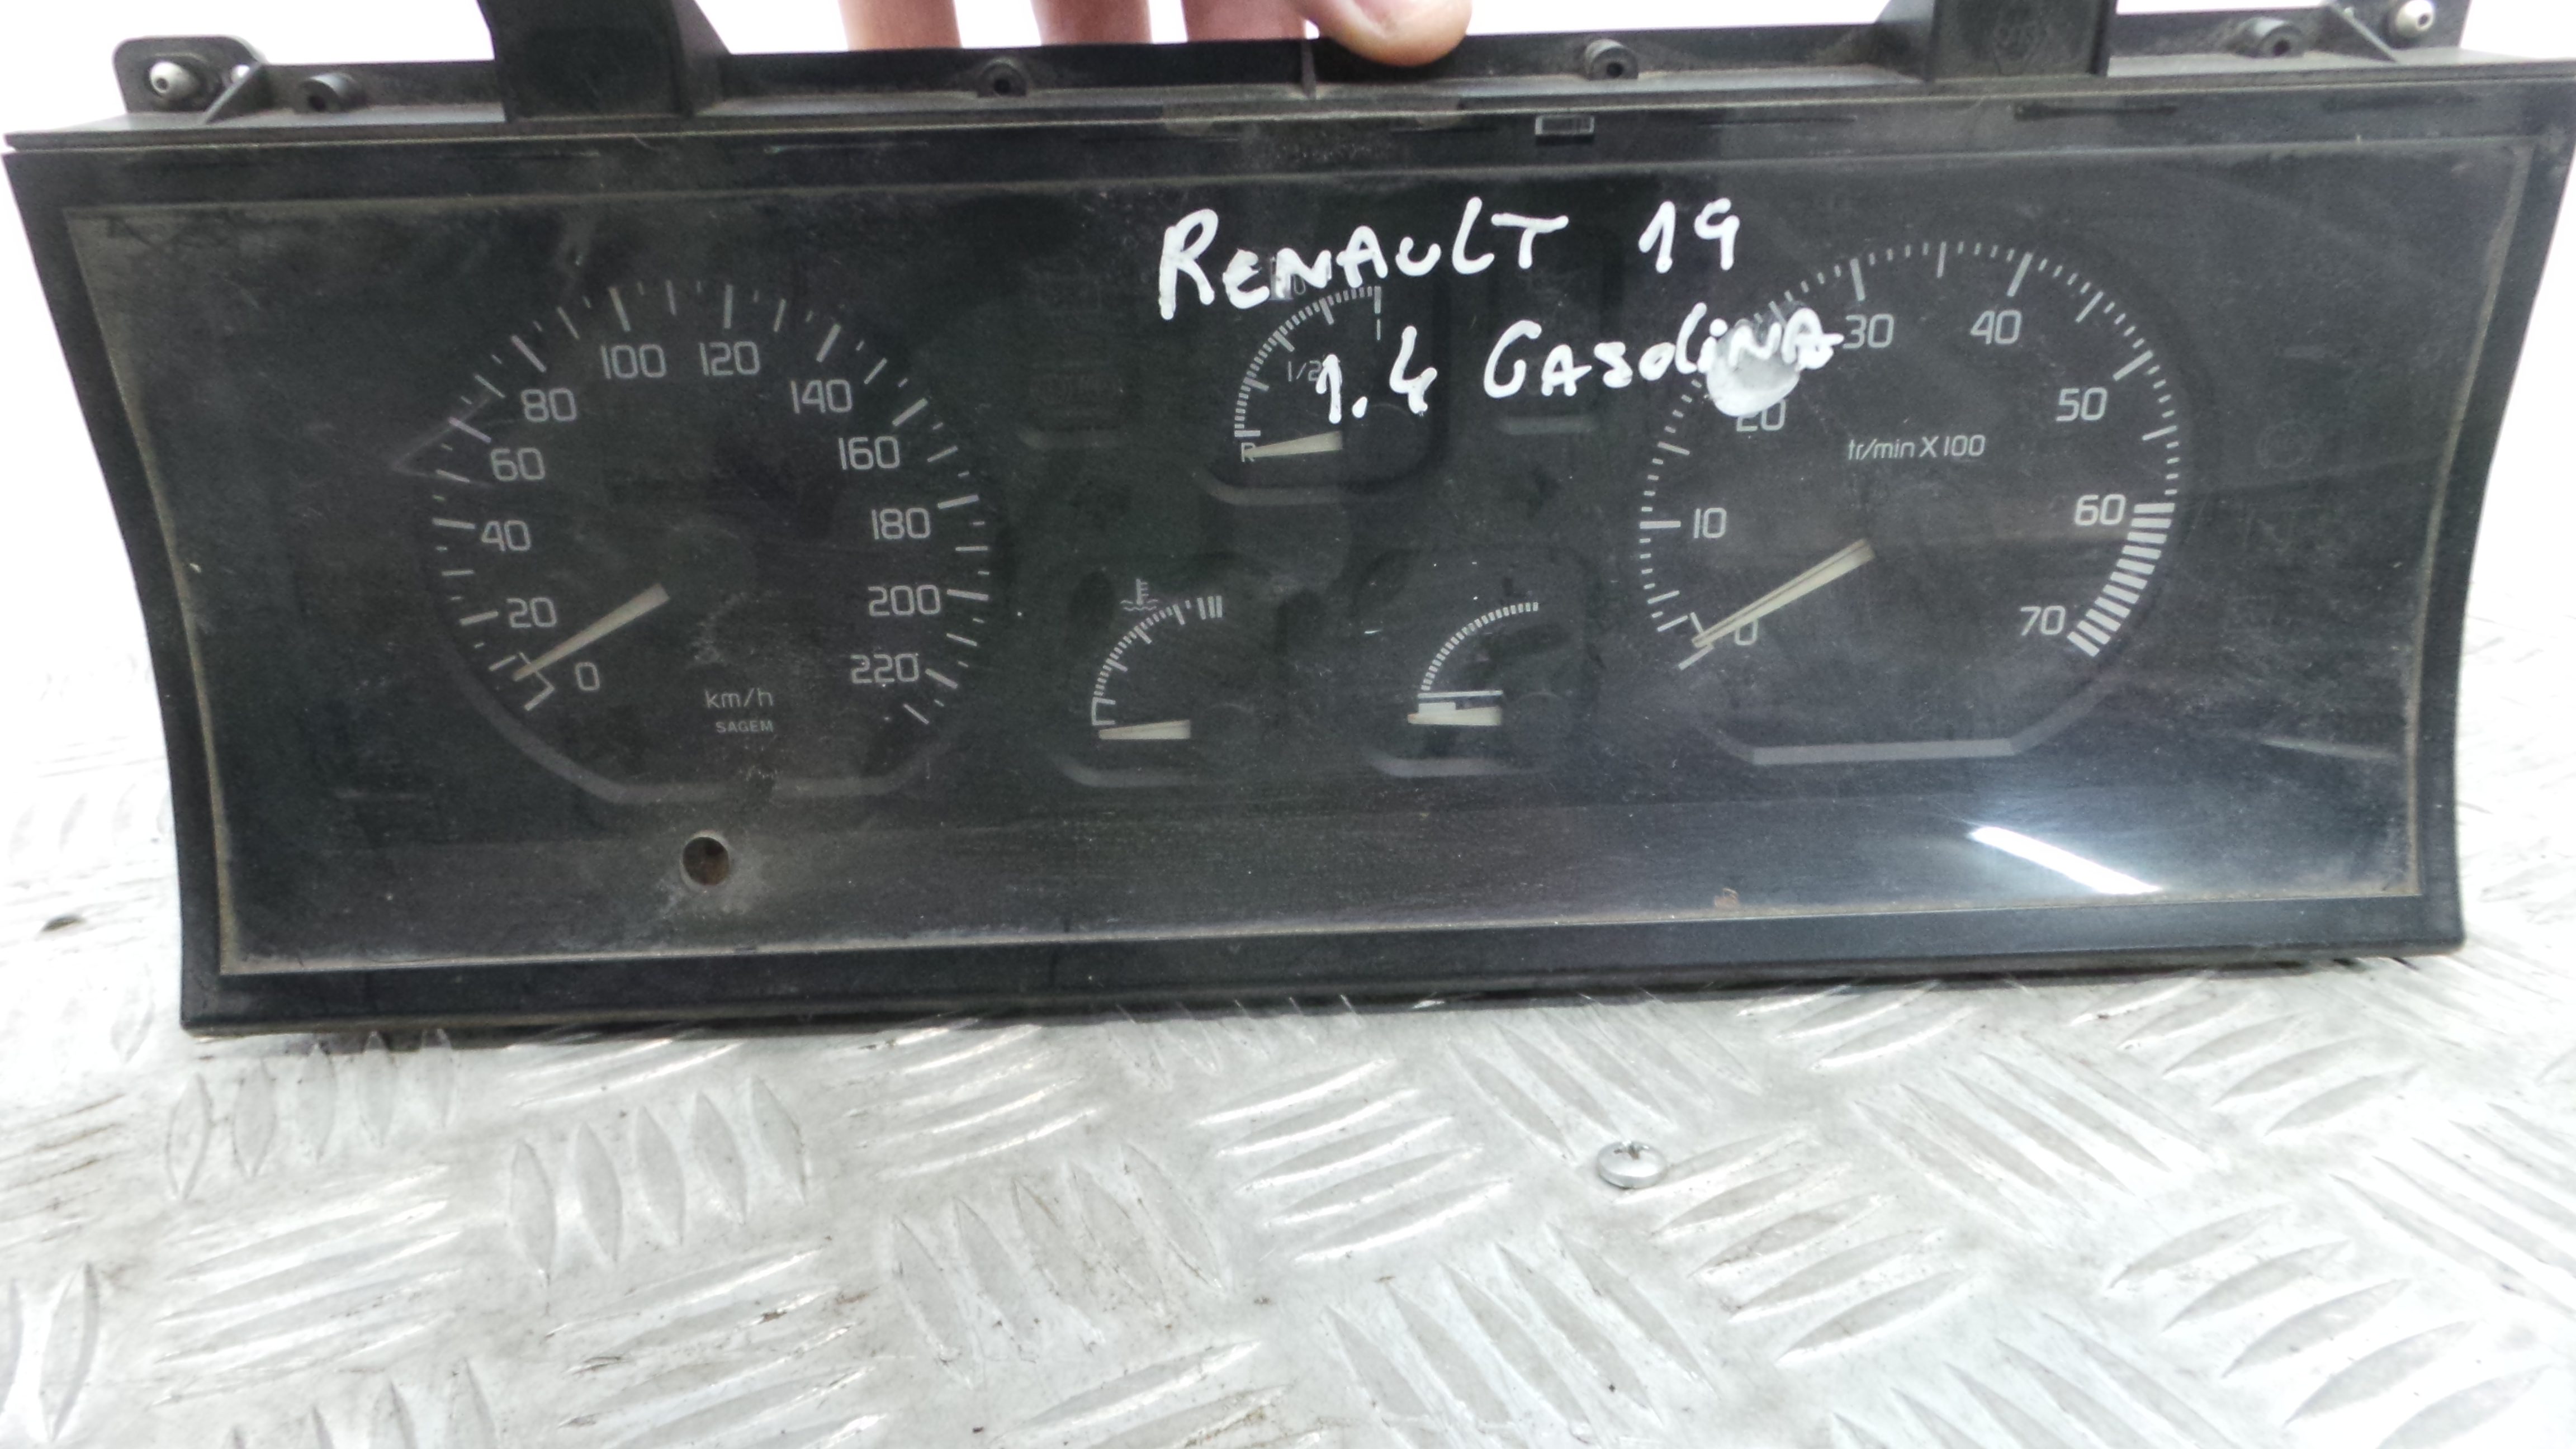 RENAULT 19
1.4 GASOLINA
100 120
80 140
60 160
40 180
20 200
0 220
km/h
SAGEM
1/2
R
30 40
20 50
tr/min X 100
10 60
0 70